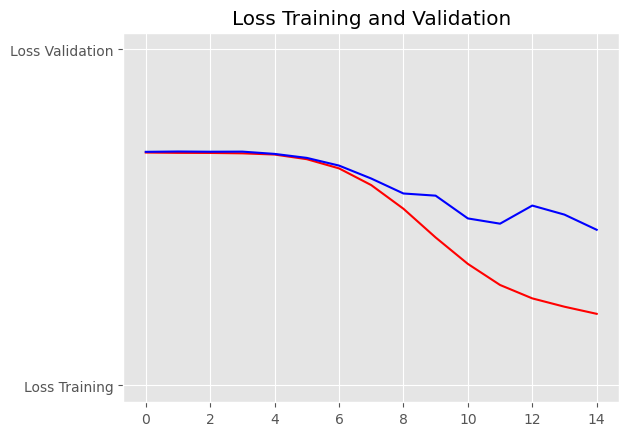 Loss Training and Validation
Loss Validation
Loss Training
0 2 4 6 8 10 12 14